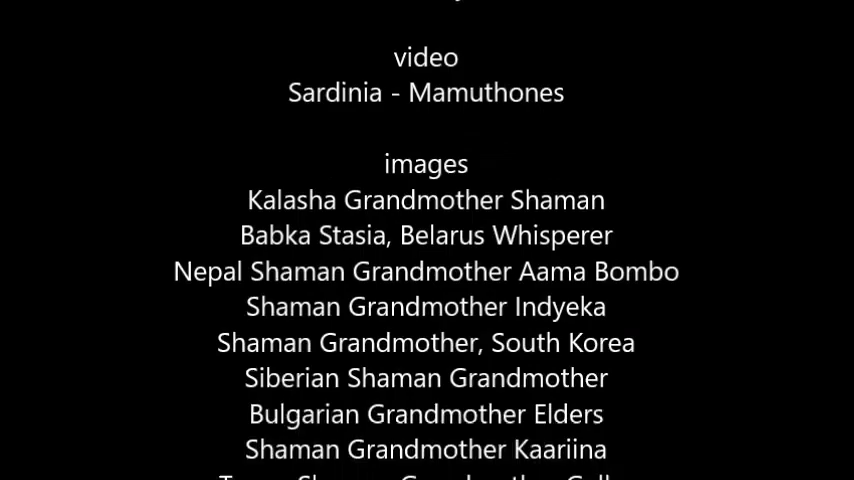 video
Sardinia - Mamuthones
images
Kalasha Grandmother Shaman
Babka Stasia, Belarus Whisperer
Nepal Shaman Grandmother Aama Bombo
Shaman Grandmother Indyeka
Shaman Grandmother, South Korea
Siberian Shaman Grandmother
Bulgarian Grandmother Elders
Shaman Grandmother Kaariina